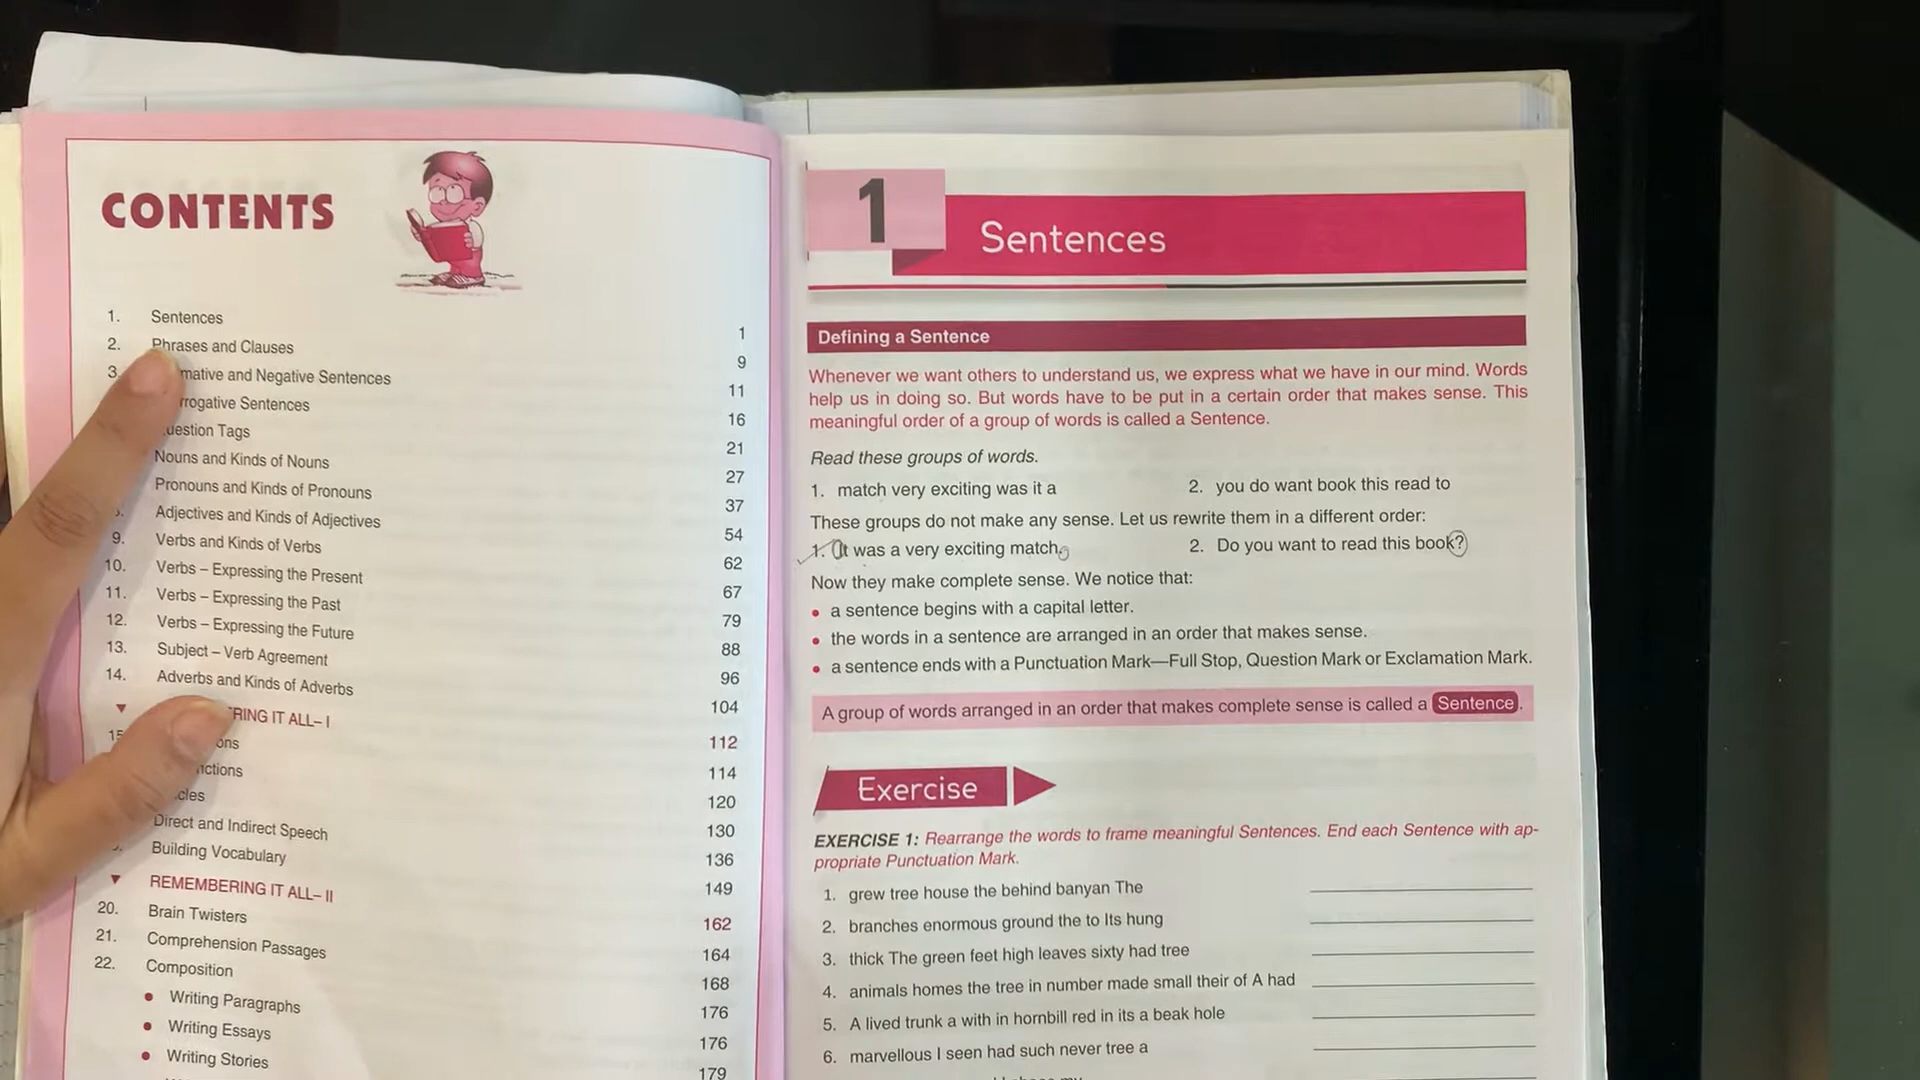 CONTENTS
1. Sentences 1
2. Phrases and Clauses 9
3. mative and Negative Sentences 11
rrogative Sentences 16
uestion Tags 21
Nouns and Kinds of Nouns 27
Pronouns and Kinds of Pronouns 37
Adjectives and Kinds of Adjectives 54
9. Verbs and Kinds of Verbs 62
10. Verbs – Expressing the Present 67
11. Verbs – Expressing the Past 79
12. Verbs – Expressing the Future 88
13. Subject – Verb Agreement 96
14. Adverbs and Kinds of Adverbs 104
▼ RING IT ALL– I 112
15 ons 114
nctions 120
cles 130
Direct and Indirect Speech 136
Building Vocabulary 149
▼ REMEMBERING IT ALL– II 162
20. Brain Twisters 164
21. Comprehension Passages 168
22. Composition 176
• Writing Paragraphs 176
• Writing Essays 179
• Writing Stories
1
Sentences
Defining a Sentence
Whenever we want others to understand us, we express what we have in our mind. Words
help us in doing so. But words have to be put in a certain order that makes sense. This
meaningful order of a group of words is called a Sentence.
Read these groups of words.
1. match very exciting was it a 2. you do want book this read to
These groups do not make any sense. Let us rewrite them in a different order:
1. It was a very exciting match. 2. Do you want to read this book?
Now they make complete sense. We notice that:
• a sentence begins with a capital letter.
• the words in a sentence are arranged in an order that makes sense.
• a sentence ends with a Punctuation Mark—Full Stop, Question Mark or Exclamation Mark.
A group of words arranged in an order that makes complete sense is called a Sentence.
Exercise
EXERCISE 1: Rearrange the words to frame meaningful Sentences. End each Sentence with ap-
propriate Punctuation Mark.
1. grew tree house the behind banyan The
2. branches enormous ground the to Its hung
3. thick The green feet high leaves sixty had tree
4. animals homes the tree in number made small their of A had
5. A lived trunk a with in hornbill red in its a beak hole
6. marvellous I seen had such never tree a